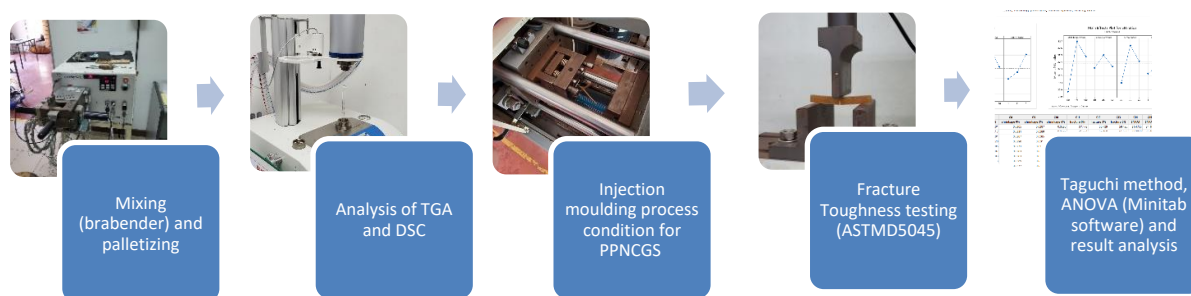 Mixing
(brabender) and
palletizing
Analysis of TGA
and DSC
Injection
moulding process
condition for
PPNCGS
Fracture
Toughness testing
(ASTMD5045)
Taguchi method,
ANOVA (Minitab
software) and
result analysis